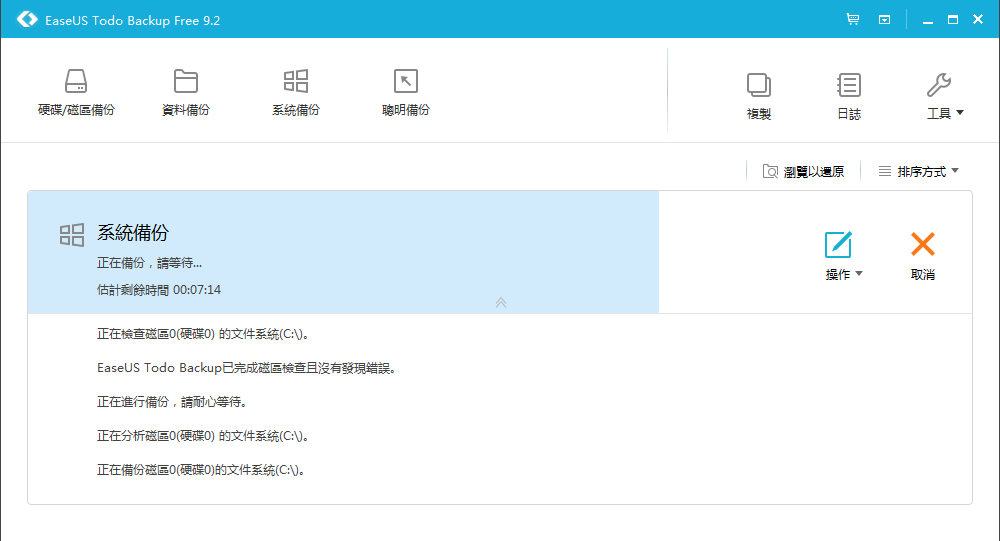 EaseUS Todo Backup Free 9.2
硬碟/磁區備份
資料備份
系統備份
聰明備份
複製
日誌
工具
瀏覽以還原
排序方式
系統備份
正在備份，請等待...
估計剩餘時間 00:07:14
操作
取消
正在檢查磁區0(硬碟0) 的文件系統(C:\)。
EaseUS Todo Backup已完成磁區檢查且沒有發現錯誤。
正在進行備份，請耐心等待。
正在分析磁區0(硬碟0) 的文件系統(C:\)。
正在備份磁區0(硬碟0)的文件系統(C:\)。